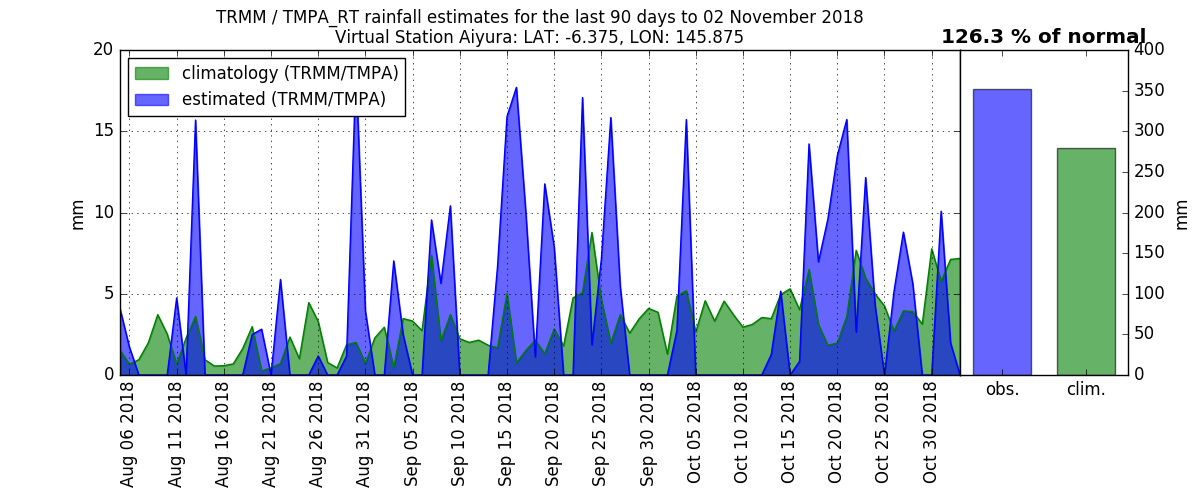 TRMM / TMPA_RT rainfall estimates for the last 90 days to 02 November 2018
Virtual Station Aiyura: LAT: -6.375, LON: 145.875
126.3 % of normal
climatology (TRMM/TMPA)
estimated (TRMM/TMPA)
20
15
10
5
0
mm
400
350
300
250
200
150
100
50
0
mm
Aug 06 2018
Aug 11 2018
Aug 16 2018
Aug 21 2018
Aug 26 2018
Aug 31 2018
Sep 05 2018
Sep 10 2018
Sep 15 2018
Sep 20 2018
Sep 25 2018
Sep 30 2018
Oct 05 2018
Oct 10 2018
Oct 15 2018
Oct 20 2018
Oct 25 2018
Oct 30 2018
obs.
clim.